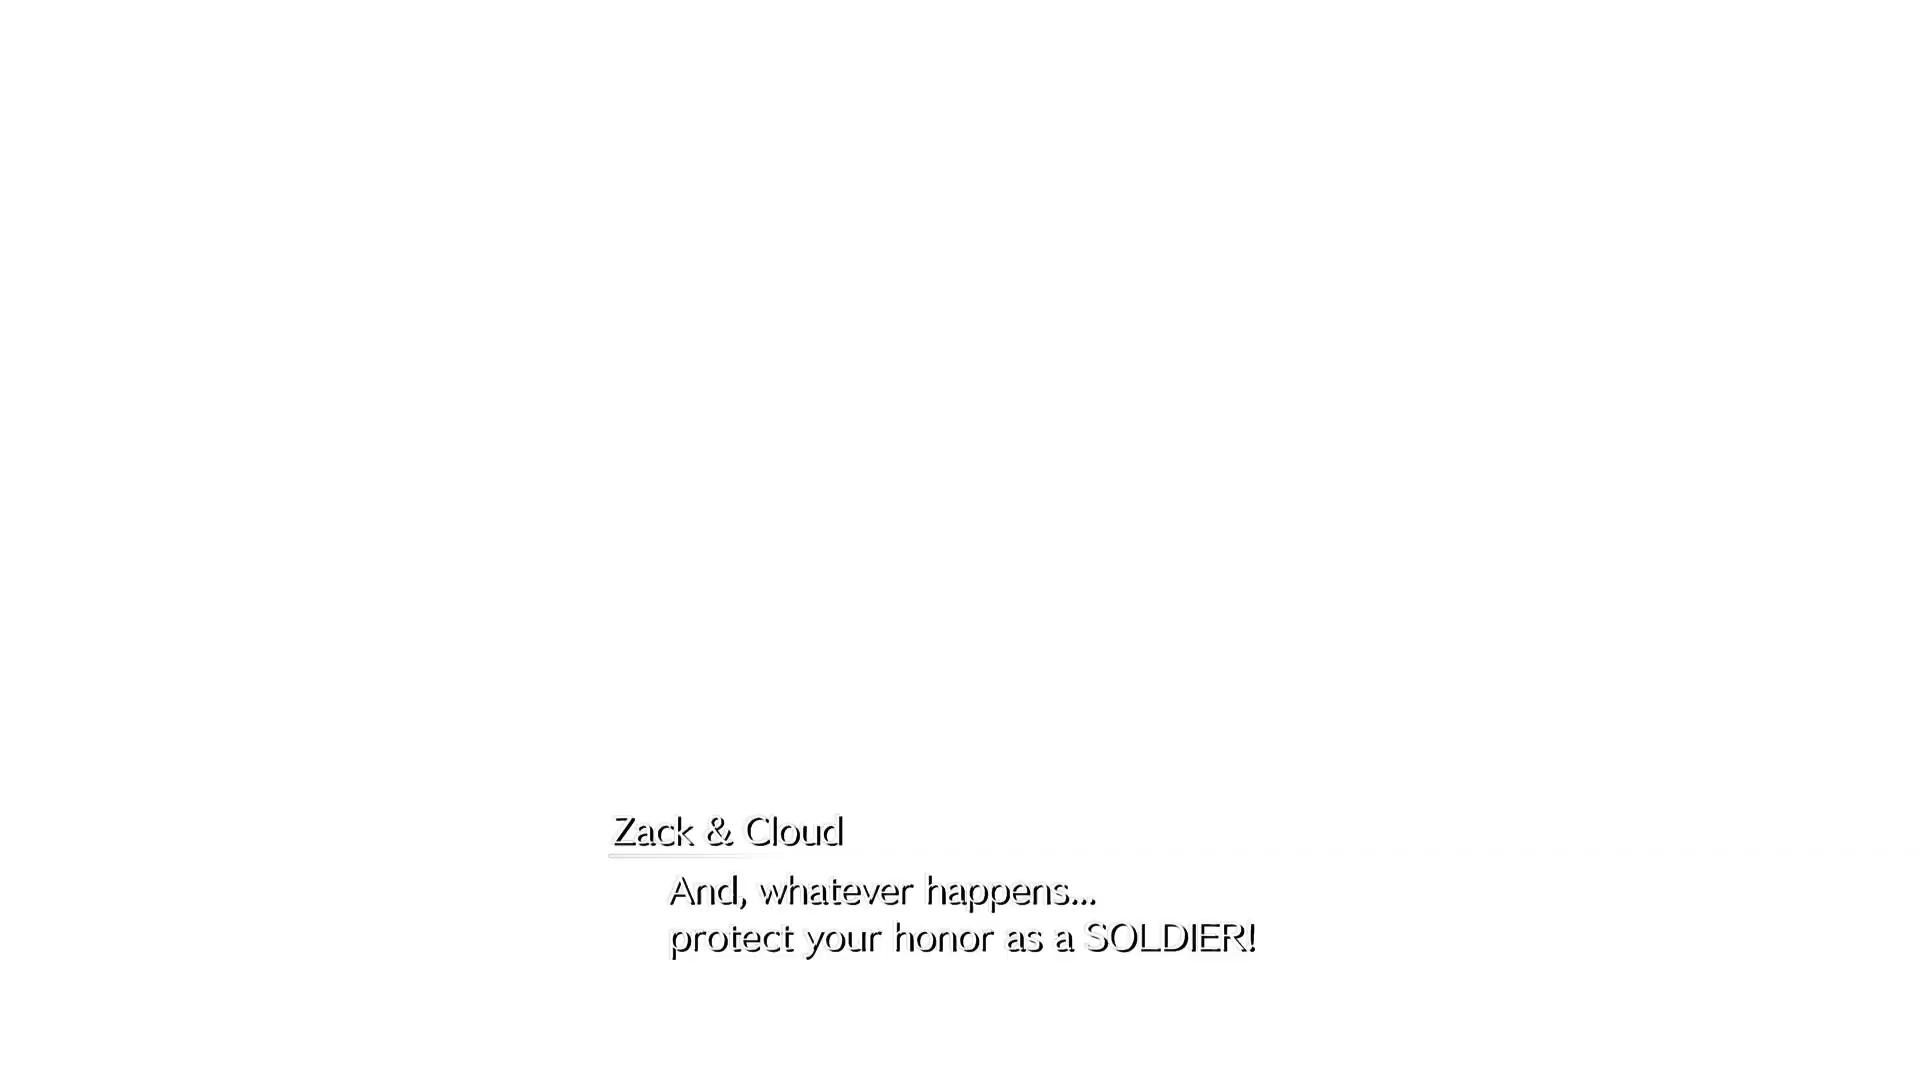 Zack & Cloud
And, whatever happens...
protect your honor as a SOLDIER!